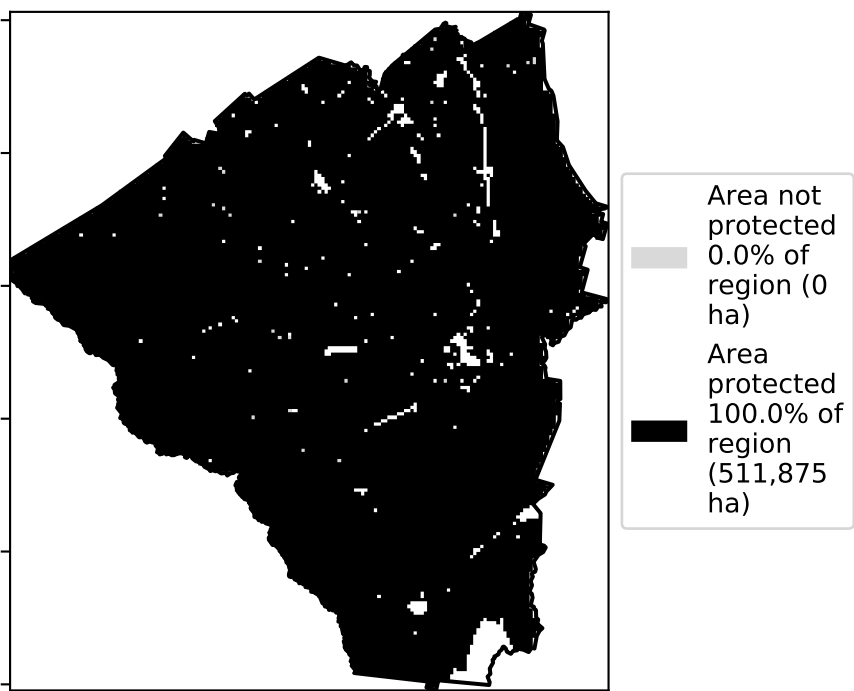 Area not
protected
0.0% of
region (0
ha)
Area
protected
100.0% of
region
(511,875
ha)